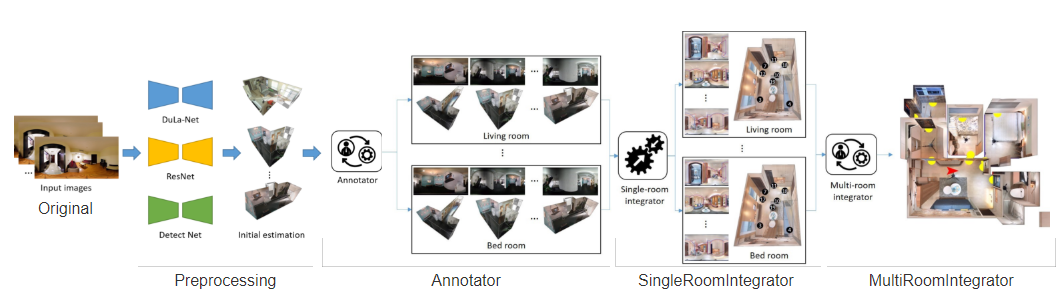 DuLa-Net
ResNet
Detect Net
...
Input images
Original
Initial estimation
Preprocessing
Annotator
...
Living room
...
Bed room
Annotator
Single-room
integrator
Living room
Bed room
SingleRoomIntegrator
Multi-room
integrator
MultiRoomIntegrator